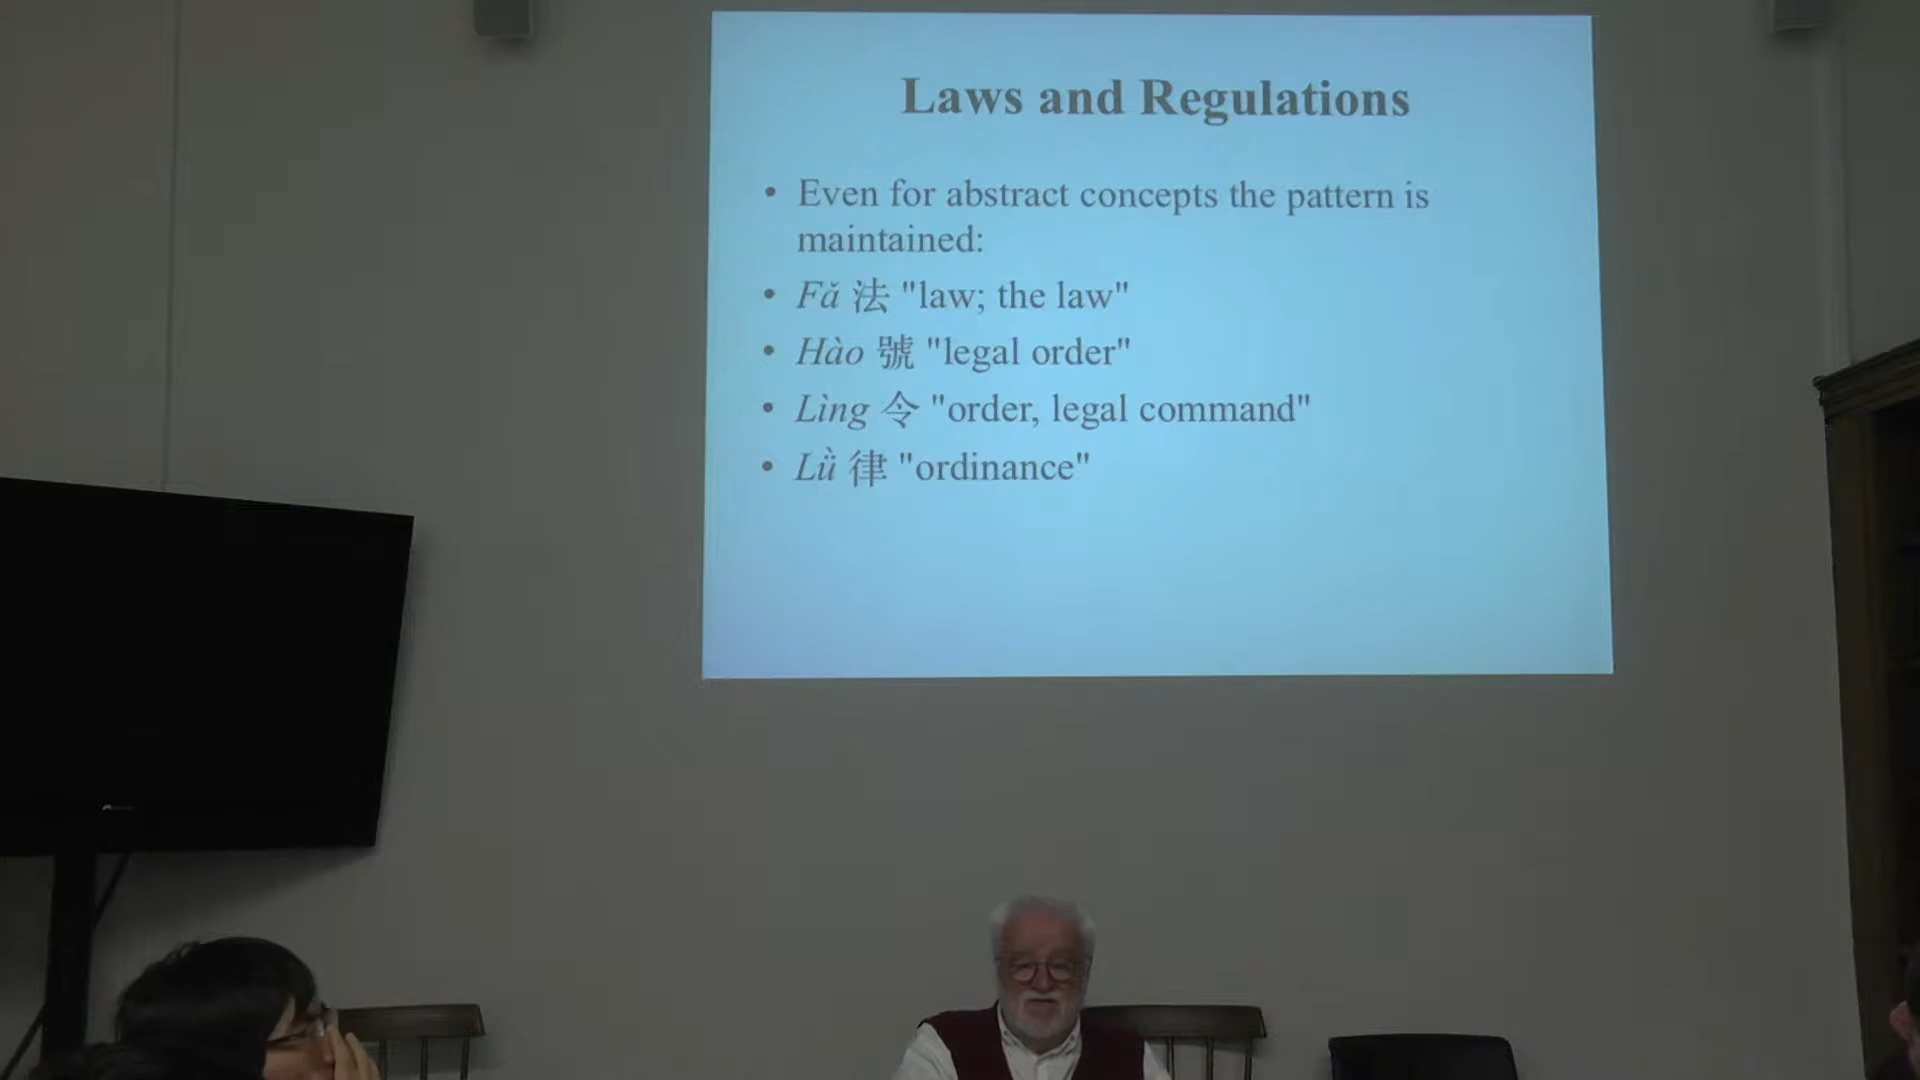 Laws and Regulations
• Even for abstract concepts the pattern is
maintained:
• Fǎ 法 "law; the law"
• Hào 號 "legal order"
• Lìng 令 "order, legal command"
• Lǜ 律 "ordinance"